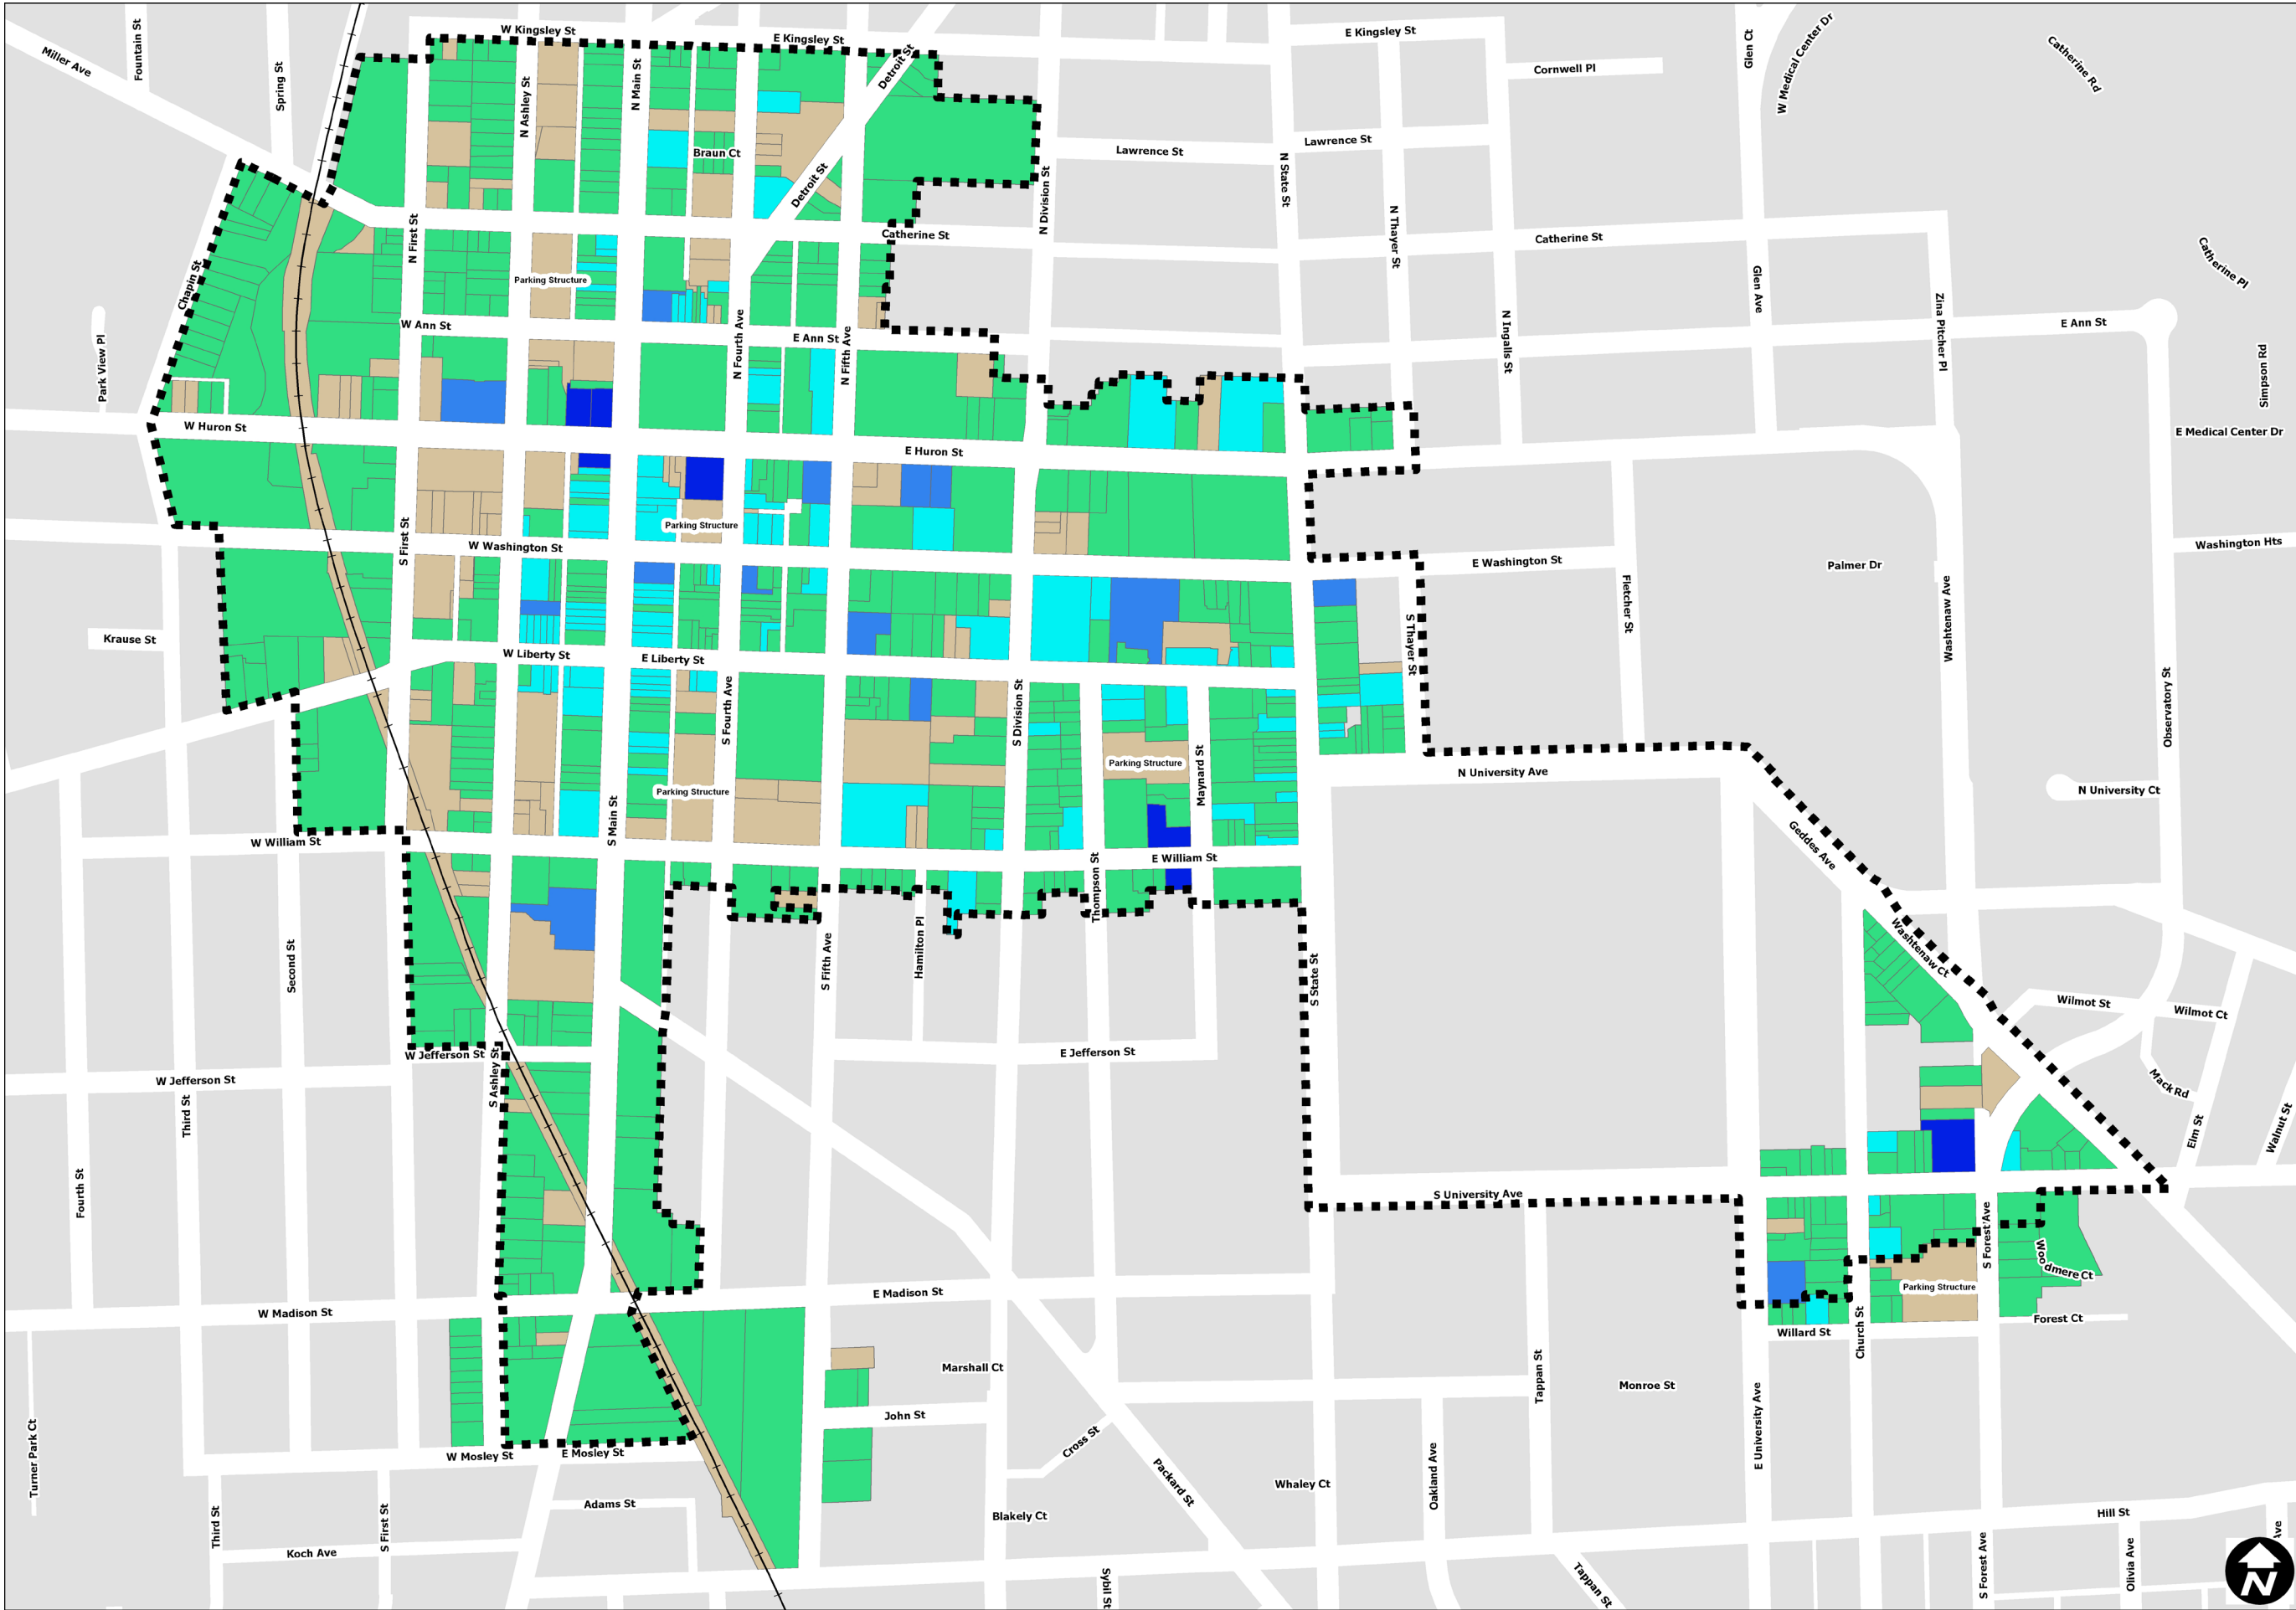 W Kingsley St
E Kingsley St
E Kingsley St
Miller Ave
Fountain St
Spring St
N Ashley St
N Main St
Detroit St
Glen Ct
W Medical Center Dr
Catherine Rd
Cornwell Pl
Braun Ct
Lawrence St
Lawrence St
N State St
Detroit St
N Division St
N First St
N Thayer St
Catherine St
Catherine St
Catherine Pl
Chapin St
Parking Structure
Glen Ave
Zina Pitcher Pl
W Ann St
E Ann St
E Ann St
N Fourth Ave
N Fifth Ave
N Ingalls St
Park View Pl
Simpson Rd
W Huron St
E Huron St
E Medical Center Dr
S First St
Parking Structure
W Washington St
E Washington St
Washington Hts
Palmer Dr
Fletcher St
Washtenaw Ave
Krause St
W Liberty St
E Liberty St
S Thayer St
Observatory St
S Fourth Ave
S Division St
Maynard St
Parking Structure
Parking Structure
N University Ave
N University Ct
S Main St
W William St
E William St
Geddes Ave
Thompson St
Second St
S Fifth Ave
Hamilton Pl
S State St
Washtenaw Ct
Wilmot St
Wilmot Ct
W Jefferson St
E Jefferson St
W Jefferson St
S Ashley St
Third St
Mack Rd
Elm St
Walnut St
Fourth St
S University Ave
S Forest Ave
Woodmere Ct
W Madison St
E Madison St
Parking Structure
Forest Ct
Willard St
Church St
Marshall Ct
Tappan St
Monroe St
John St
Cross St
E University Ave
Turner Park Ct
W Mosley St
E Mosley St
Packard St
Whaley Ct
Oakland Ave
Adams St
Blakely Ct
Hill St
Third St
S First St
Koch Ave
Sybil St
Tappan St
S Forest Ave
Olivia Ave
Ave
N